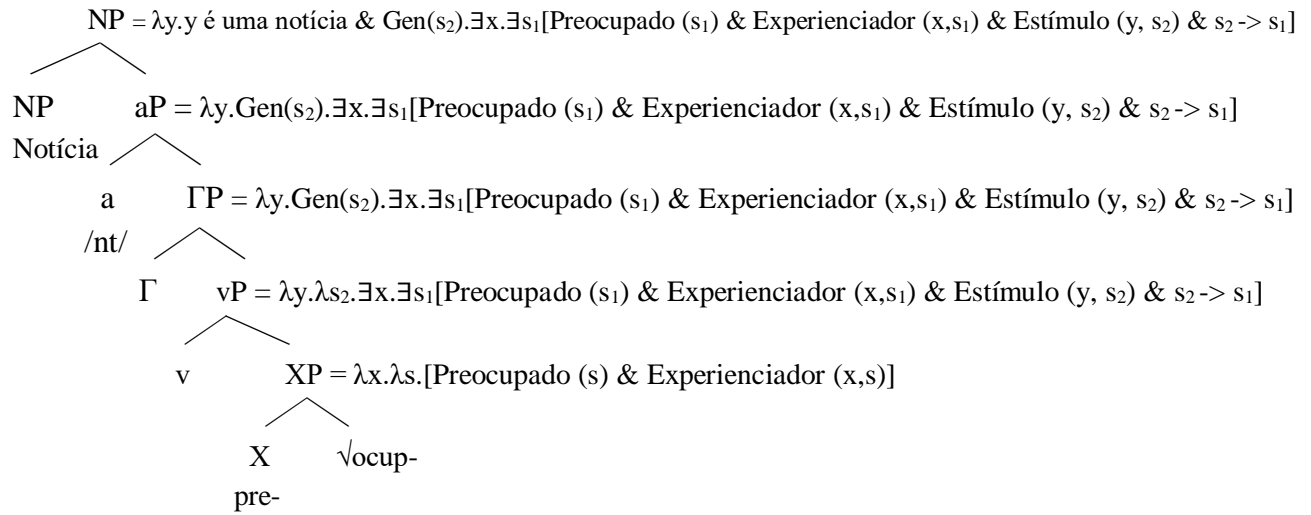 NP = λy.y é uma notícia & Gen(s₂).∃x.∃s₁[Preocupado (s₁) & Experienciador (x,s₁) & Estímulo (y, s₂) & s₂ -> s₁]
NP aP = λy.Gen(s₂).∃x.∃s₁[Preocupado (s₁) & Experienciador (x,s₁) & Estímulo (y, s₂) & s₂ -> s₁]
Notícia
a ΓP = λy.Gen(s₂).∃x.∃s₁[Preocupado (s₁) & Experienciador (x,s₁) & Estímulo (y, s₂) & s₂ -> s₁]
/nt/
Γ vP = λy.λs₂.∃x.∃s₁[Preocupado (s₁) & Experienciador (x,s₁) & Estímulo (y, s₂) & s₂ -> s₁]
v XP = λx.λs.[Preocupado (s) & Experienciador (x,s)]
X √ocup-
pre-